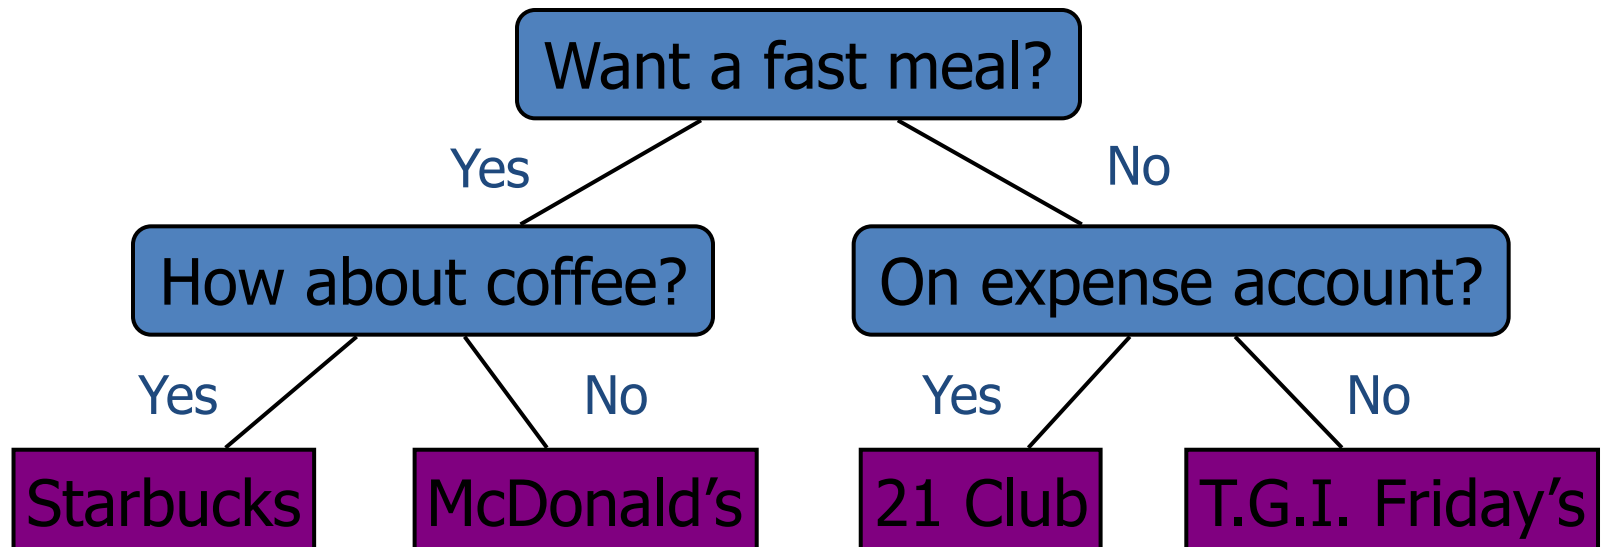 Want a fast meal?
Yes
No
How about coffee?
On expense account?
Yes
No
Yes
No
Starbucks
McDonald’s
21 Club
T.G.I. Friday’s